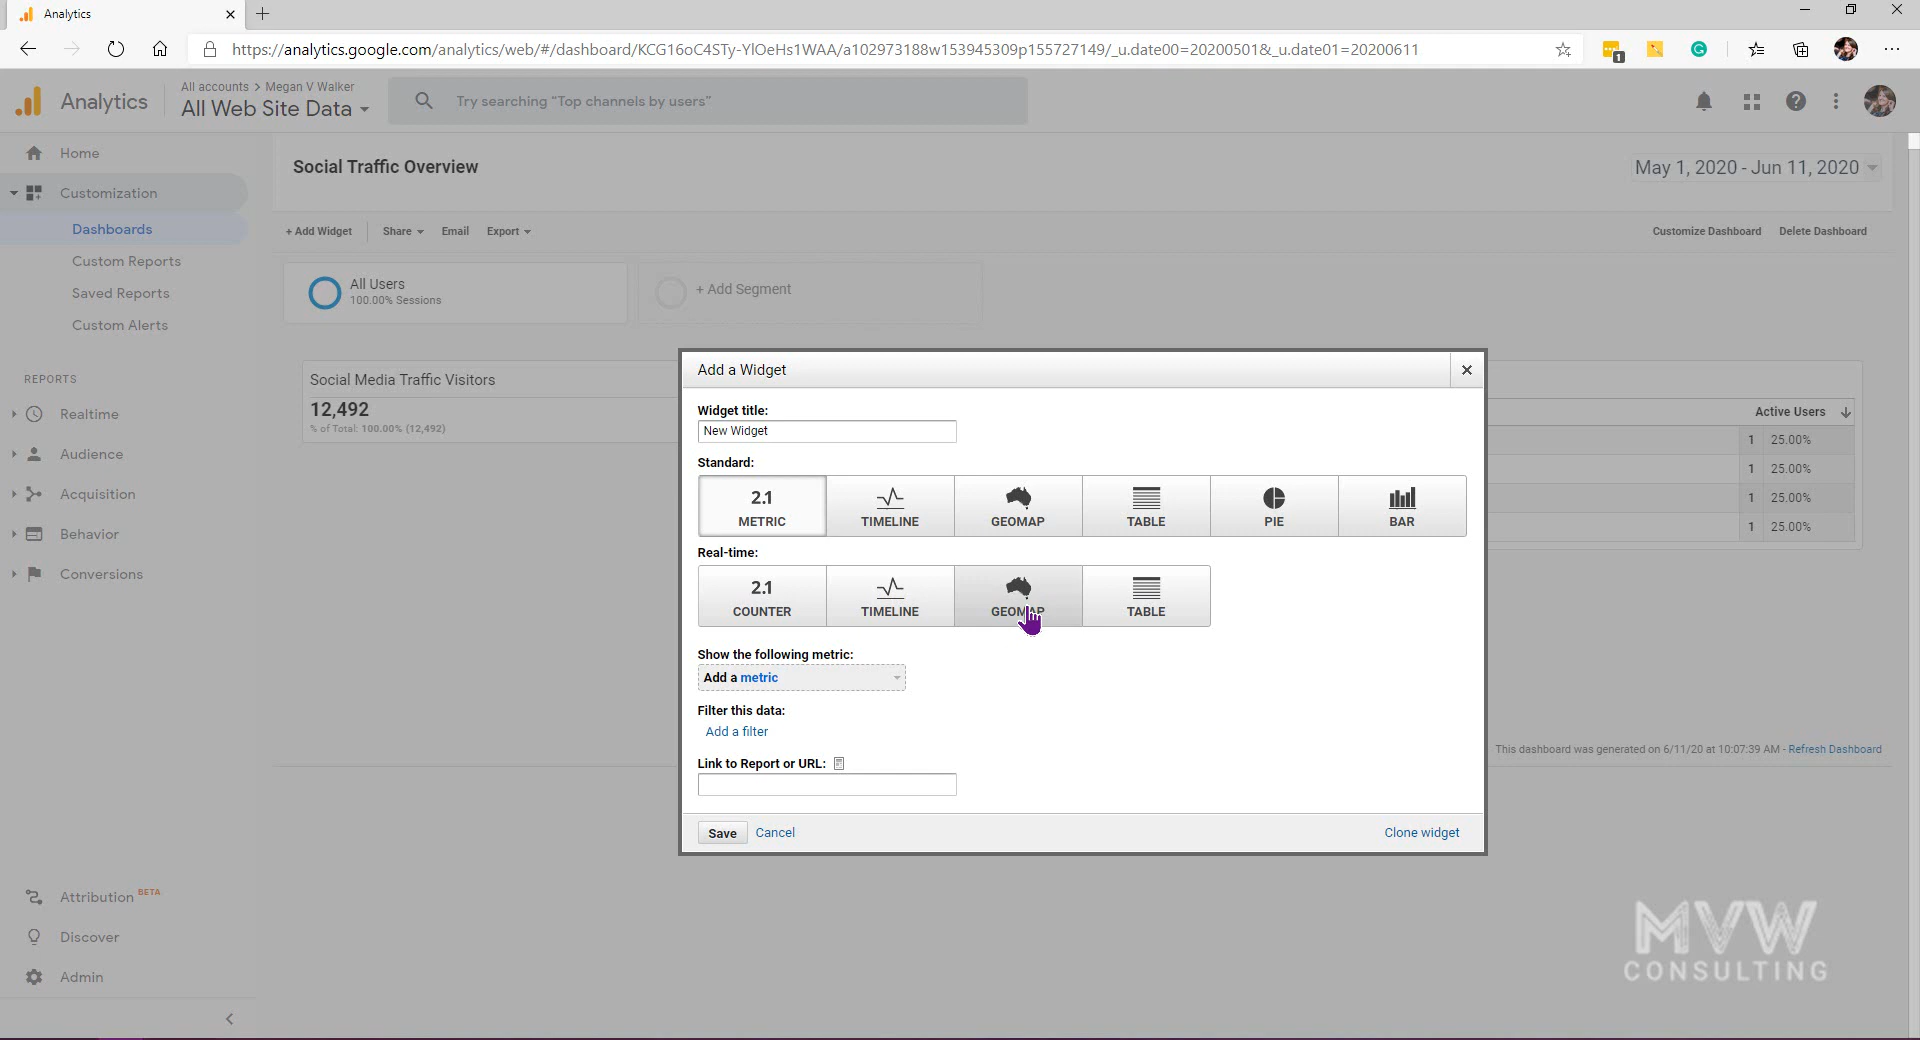 Analytics
https://analytics.google.com/analytics/web/#/dashboard/KCG16oC4STy-YlOeHs1WAA/a102973188w153945309p155727149/_u.date00=20200501&_u.date01=20200611
1
Analytics
All accounts > Megan V Walker
All Web Site Data
Try searching "Top channels by users"
Home
Customization
Dashboards
Custom Reports
Saved Reports
Custom Alerts
REPORTS
Realtime
Audience
Acquisition
Behavior
Conversions
Attribution BETA
Discover
Admin
Social Traffic Overview
May 1, 2020 - Jun 11, 2020
+ Add Widget
Share
Email
Export
Customize Dashboard
Delete Dashboard
All Users
100.00% Sessions
+ Add Segment
Social Media Traffic Visitors
12,492
% of Total: 100.00% (12,492)
Active Users
1 25.00%
1 25.00%
1 25.00%
1 25.00%
Add a Widget
Widget title:
New Widget
Standard:
2.1
METRIC
TIMELINE
GEOMAP
TABLE
PIE
BAR
Real-time:
2.1
COUNTER
TIMELINE
GEOMAP
TABLE
Show the following metric:
Add a metric
Filter this data:
Add a filter
Link to Report or URL:
Save
Cancel
Clone widget
This dashboard was generated on 6/11/20 at 10:07:39 AM - Refresh Dashboard
MVW
CONSULTING